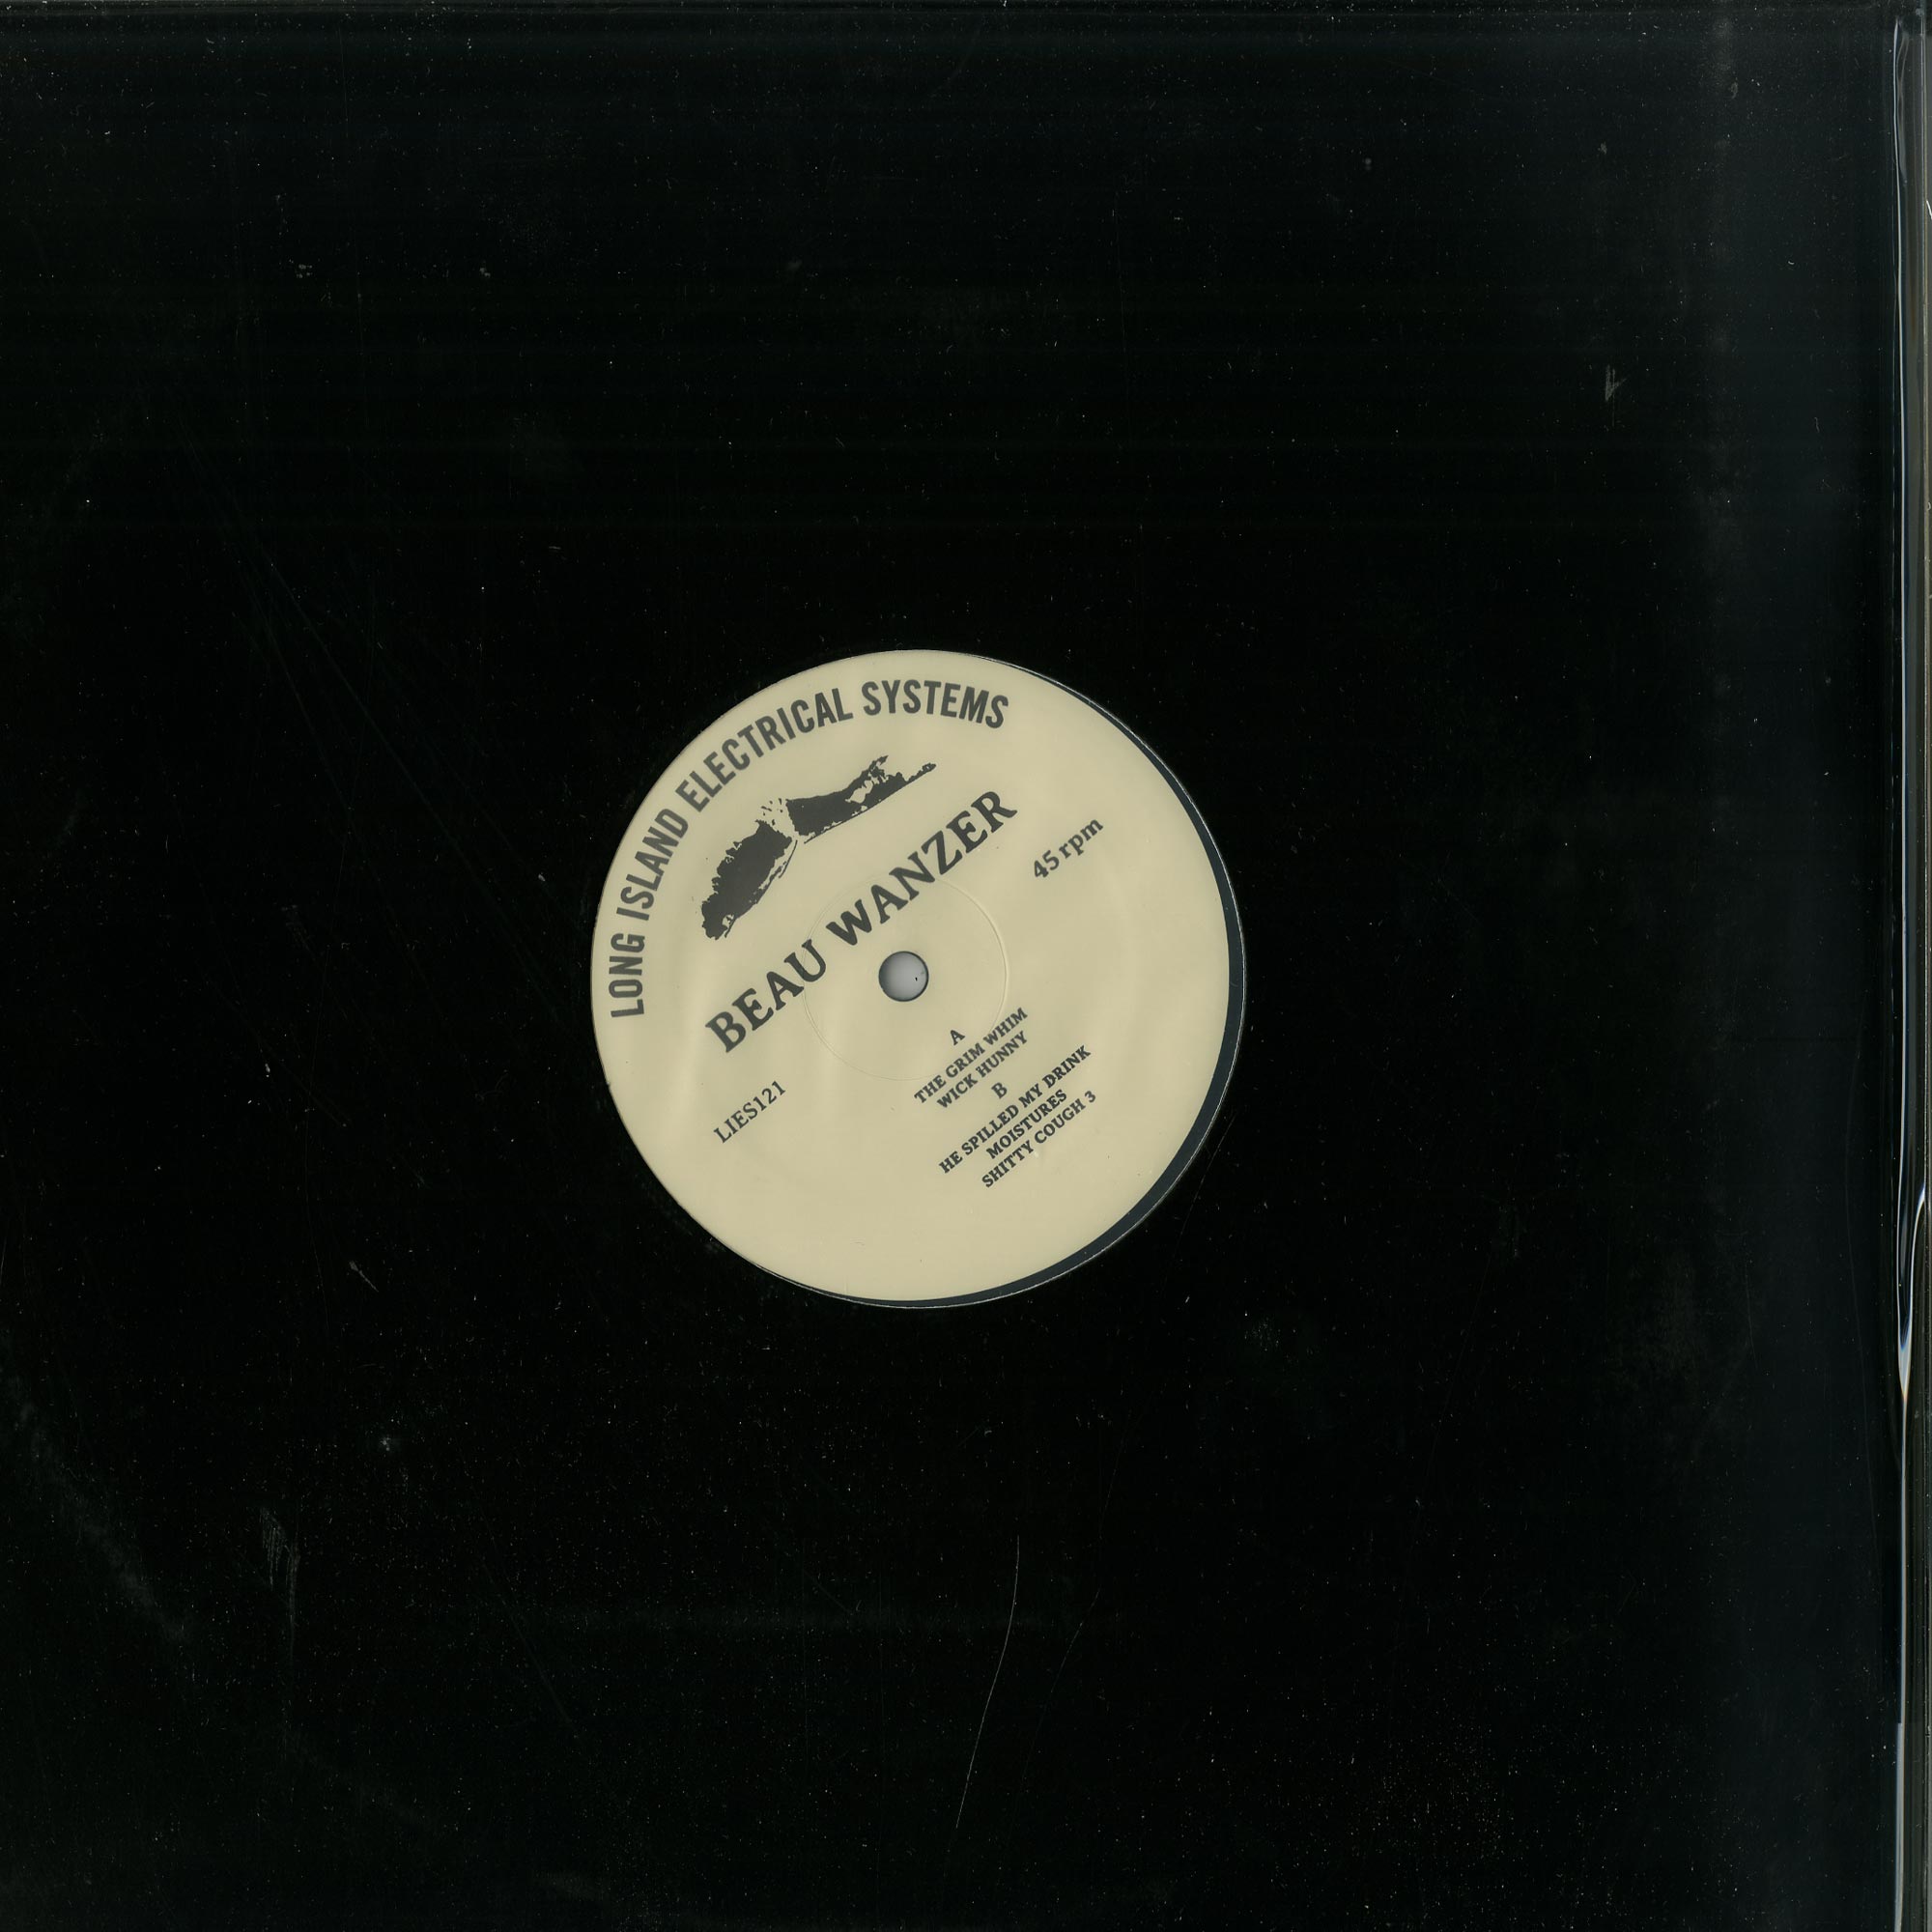 LONG ISLAND ELECTRICAL SYSTEMS
BEAU WANZER
45 rpm
LIES121
A
THE GRIM WHIM
WICK HUNNY
B
HE SPILLED MY DRINK
MOISTURES
SHITTY COUGH 3